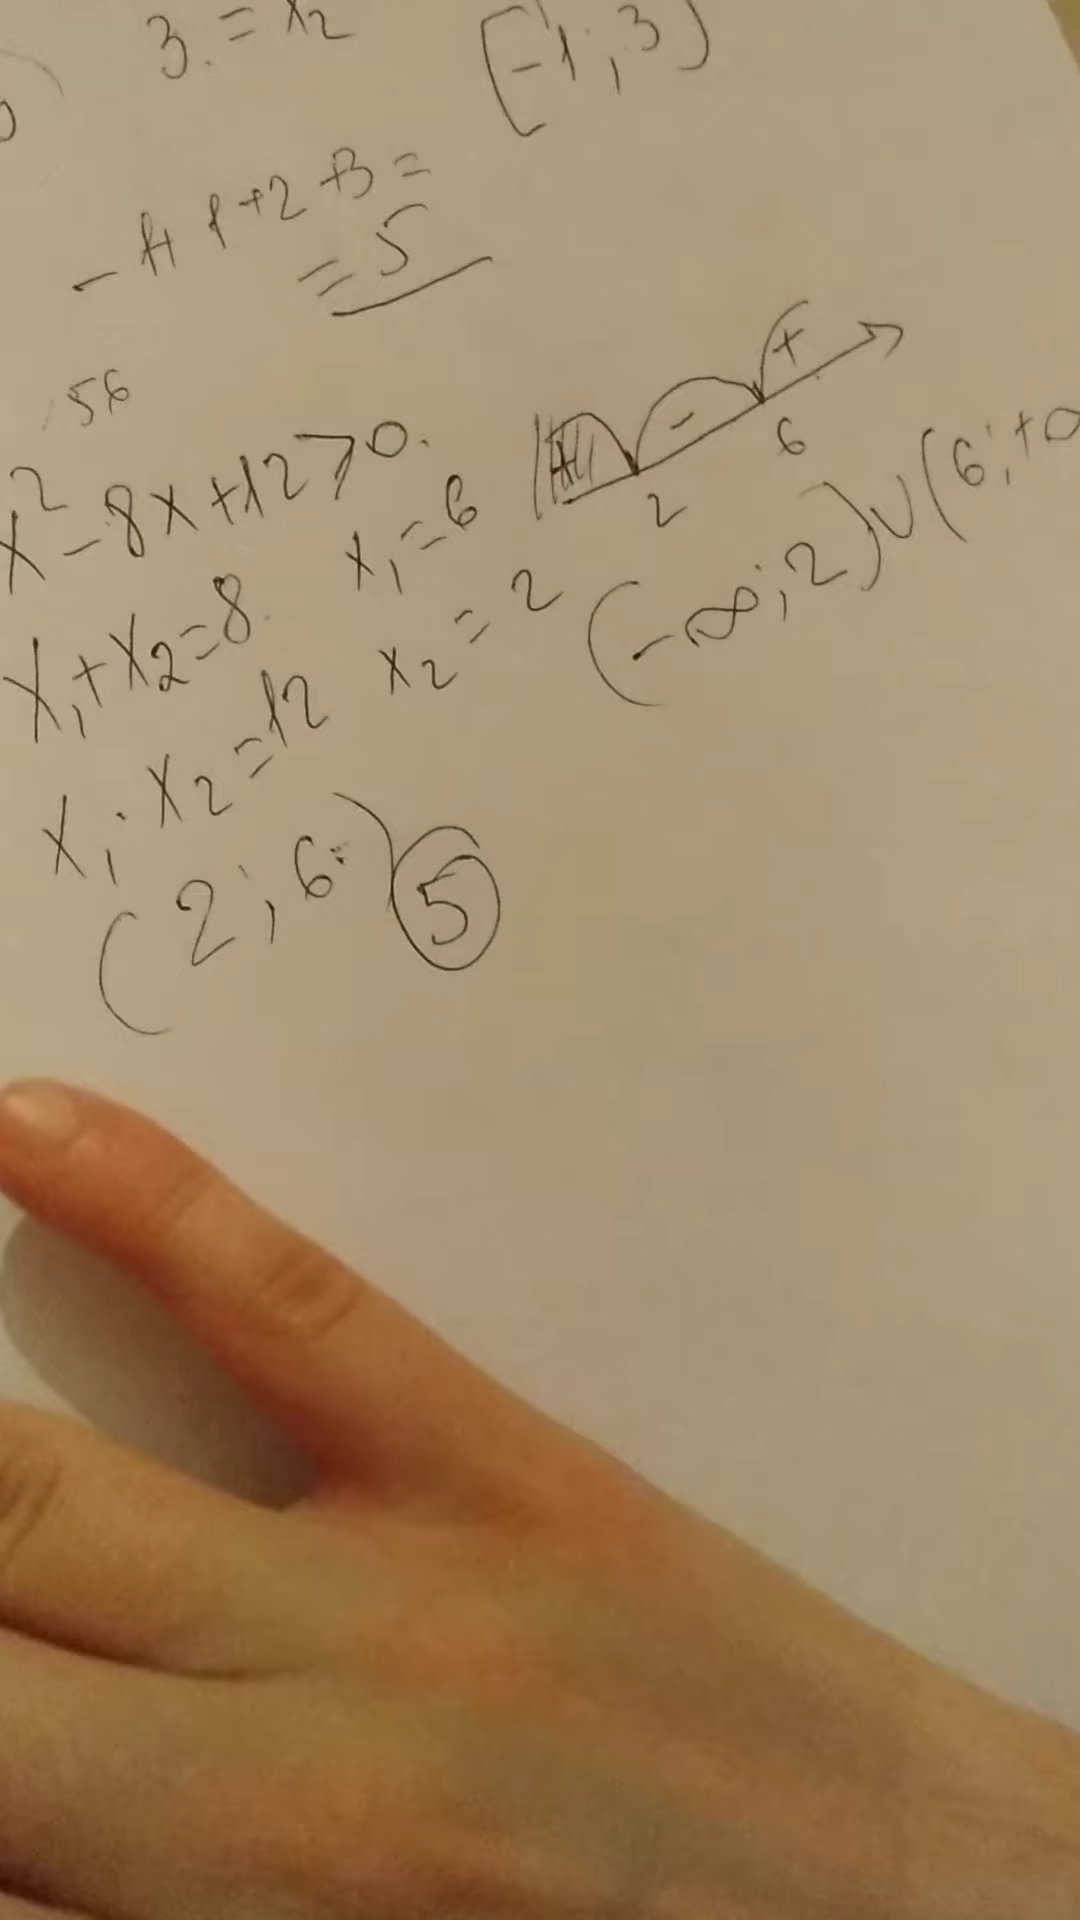 3. = x2
[-1; 3)
-1+1+2+3=
=5
56
x²-8x+12>0.
+ - +
2 6
x1+x2=8.
x1=6
x1·x2=12
x2=2
(-∞;2)∪(6;+∞
(2;6)
5